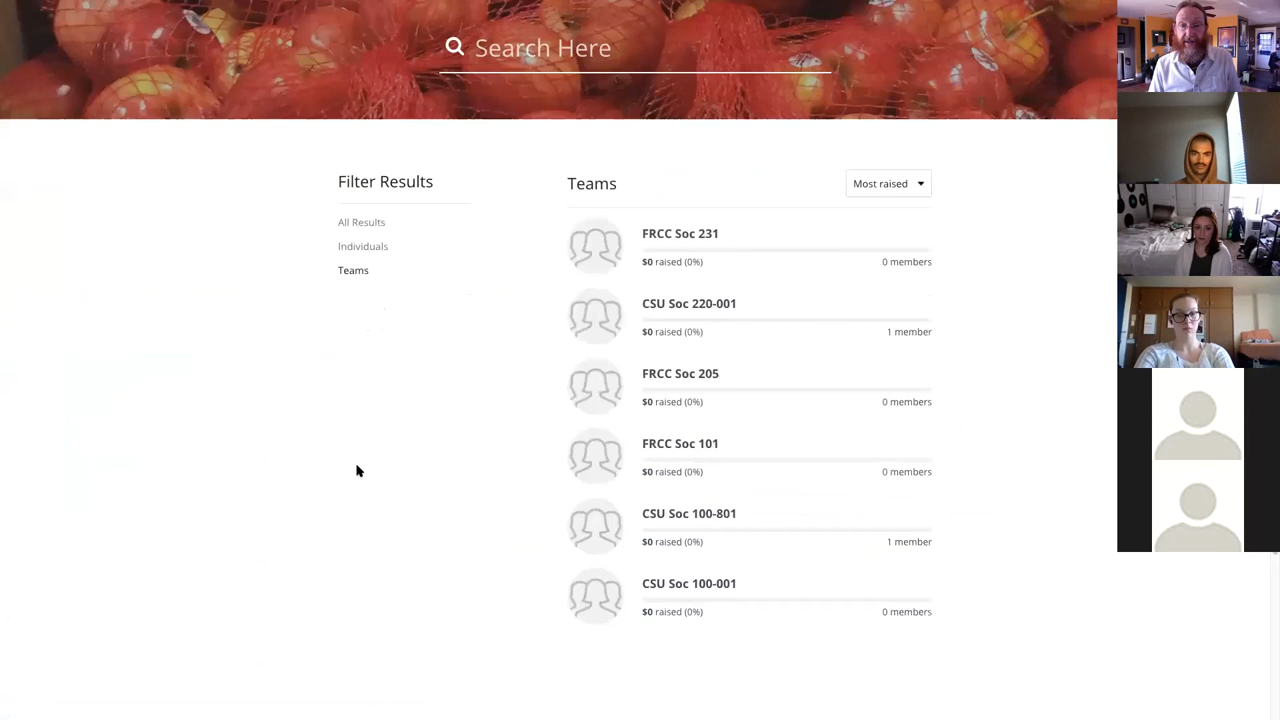 Search Here
Filter Results
All Results
Individuals
Teams
Teams
Most raised
FRCC Soc 231
$0 raised (0%)
0 members
CSU Soc 220-001
$0 raised (0%)
1 member
FRCC Soc 205
$0 raised (0%)
0 members
FRCC Soc 101
$0 raised (0%)
0 members
CSU Soc 100-801
$0 raised (0%)
1 member
CSU Soc 100-001
$0 raised (0%)
0 members